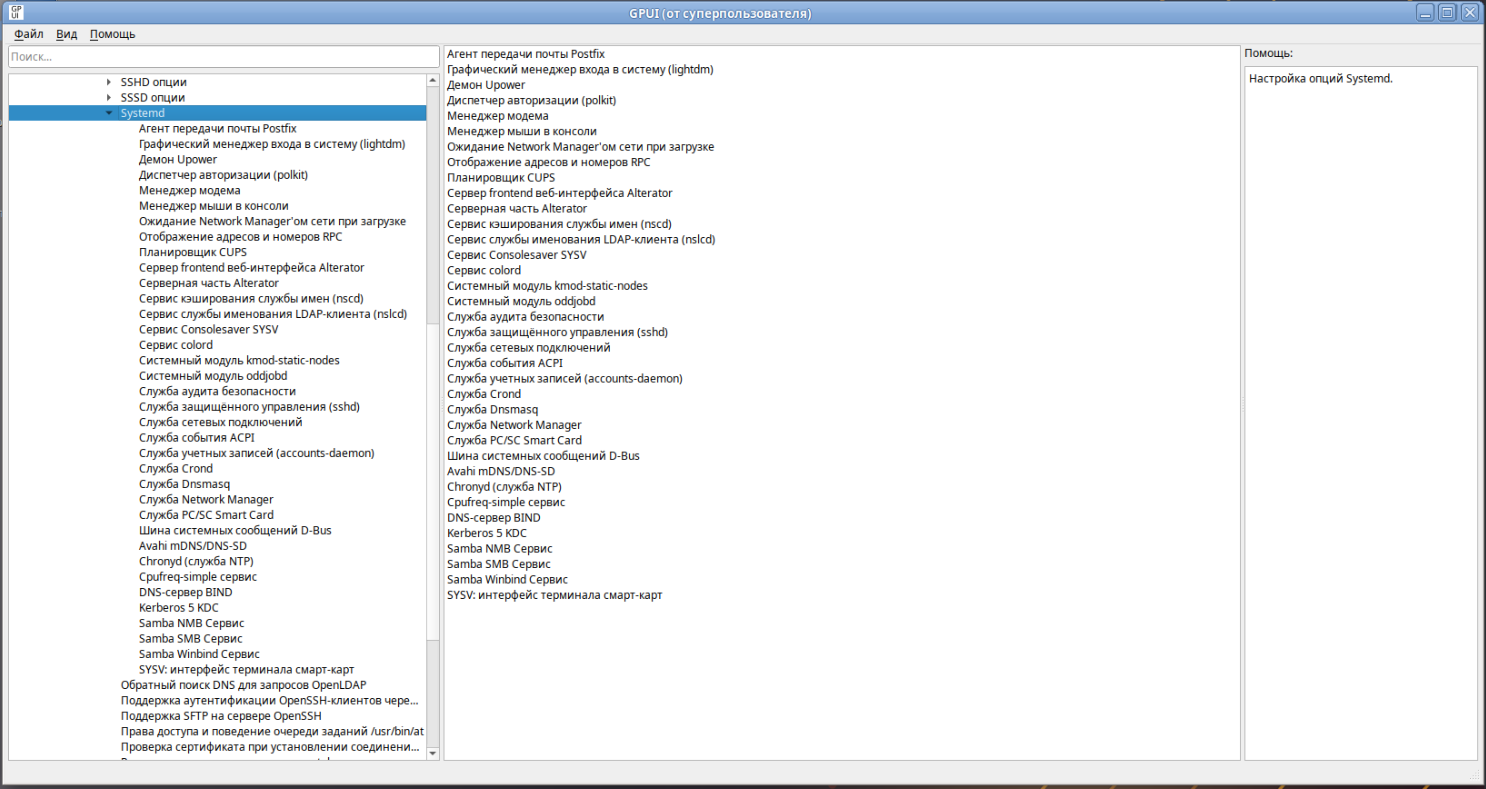 GPUI (от суперпользователя)
Файл Вид Помощь
Поиск...
SSHD опции
SSSD опции
Systemd
Агент передачи почты Postfix
Графический менеджер входа в систему (lightdm)
Демон Upower
Диспетчер авторизации (polkit)
Менеджер модема
Менеджер мыши в консоли
Ожидание Network Manager'ом сети при загрузке
Отображение адресов и номеров RPC
Планировщик CUPS
Сервер frontend веб-интерфейса Alterator
Серверная часть Alterator
Сервис кэширования службы имен (nscd)
Сервис службы именования LDAP-клиента (nslcd)
Сервис Consolesaver SYSV
Сервис colord
Системный модуль kmod-static-nodes
Системный модуль oddjobd
Служба аудита безопасности
Служба защищённого управления (sshd)
Служба сетевых подключений
Служба события ACPI
Служба учетных записей (accounts-daemon)
Служба Crond
Служба Dnsmasq
Служба Network Manager
Служба PC/SC Smart Card
Шина системных сообщений D-Bus
Avahi mDNS/DNS-SD
Chronyd (служба NTP)
Cpufreq-simple сервис
DNS-сервер BIND
Kerberos 5 KDC
Samba NMB Сервис
Samba SMB Сервис
Samba Winbind Сервис
SYSV: интерфейс терминала смарт-карт
Обратный поиск DNS для запросов OpenLDAP
Поддержка аутентификации OpenSSH-клиентов чере...
Поддержка SFTP на сервере OpenSSH
Права доступа и поведение очереди заданий /usr/bin/at
Проверка сертификата при установлении соединени...
Агент передачи почты Postfix
Графический менеджер входа в систему (lightdm)
Демон Upower
Диспетчер авторизации (polkit)
Менеджер модема
Менеджер мыши в консоли
Ожидание Network Manager'ом сети при загрузке
Отображение адресов и номеров RPC
Планировщик CUPS
Сервер frontend веб-интерфейса Alterator
Серверная часть Alterator
Сервис кэширования службы имен (nscd)
Сервис службы именования LDAP-клиента (nslcd)
Сервис Consolesaver SYSV
Сервис colord
Системный модуль kmod-static-nodes
Системный модуль oddjobd
Служба аудита безопасности
Служба защищённого управления (sshd)
Служба сетевых подключений
Служба события ACPI
Служба учетных записей (accounts-daemon)
Служба Crond
Служба Dnsmasq
Служба Network Manager
Служба PC/SC Smart Card
Шина системных сообщений D-Bus
Avahi mDNS/DNS-SD
Chronyd (служба NTP)
Cpufreq-simple сервис
DNS-сервер BIND
Kerberos 5 KDC
Samba NMB Сервис
Samba SMB Сервис
Samba Winbind Сервис
SYSV: интерфейс терминала смарт-карт
Помощь:
Настройка опций Systemd.